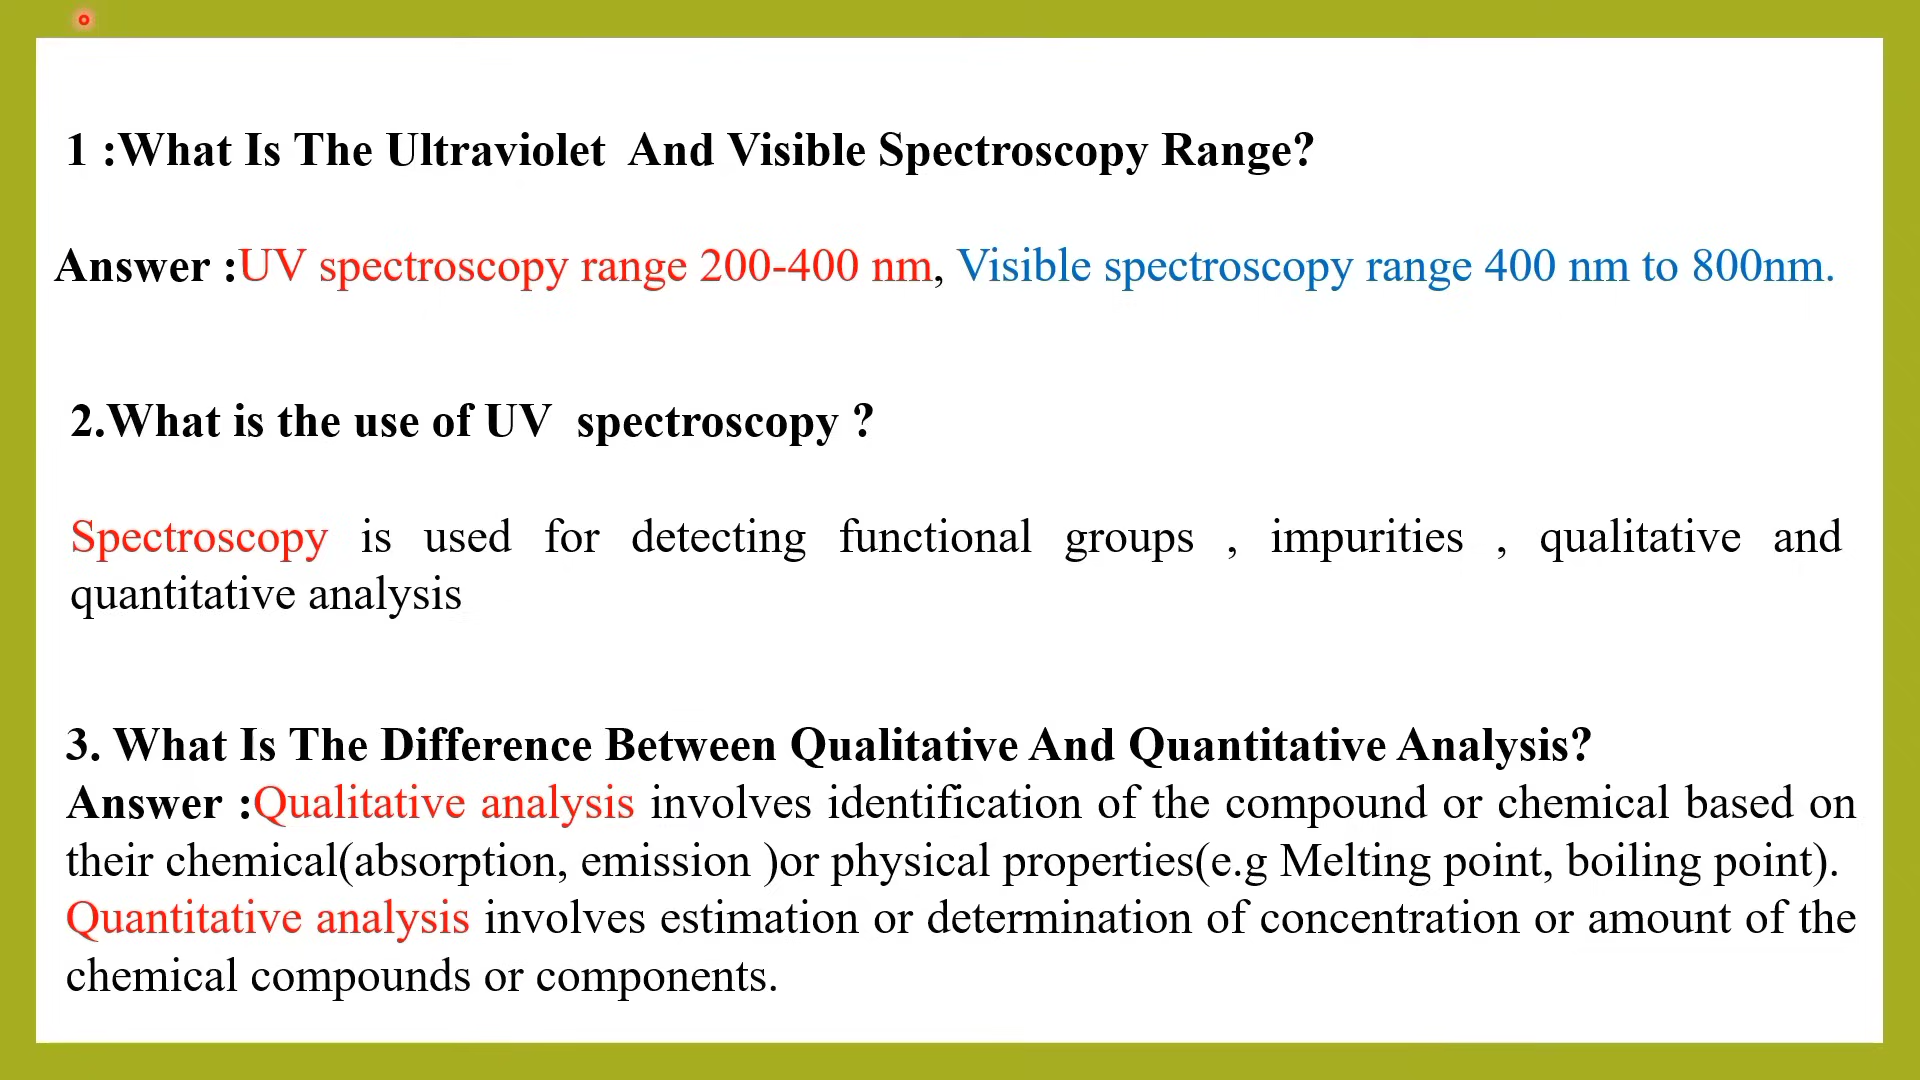 1 :What Is The Ultraviolet  And Visible Spectroscopy Range?
Answer :UV spectroscopy range 200-400 nm, Visible spectroscopy range 400 nm to 800nm.
2.What is the use of UV  spectroscopy ?
Spectroscopy is used for detecting functional groups , impurities , qualitative and
quantitative analysis
3. What Is The Difference Between Qualitative And Quantitative Analysis?
Answer :Qualitative analysis involves identification of the compound or chemical based on
their chemical(absorption, emission )or physical properties(e.g Melting point, boiling point).
Quantitative analysis involves estimation or determination of concentration or amount of the
chemical compounds or components.